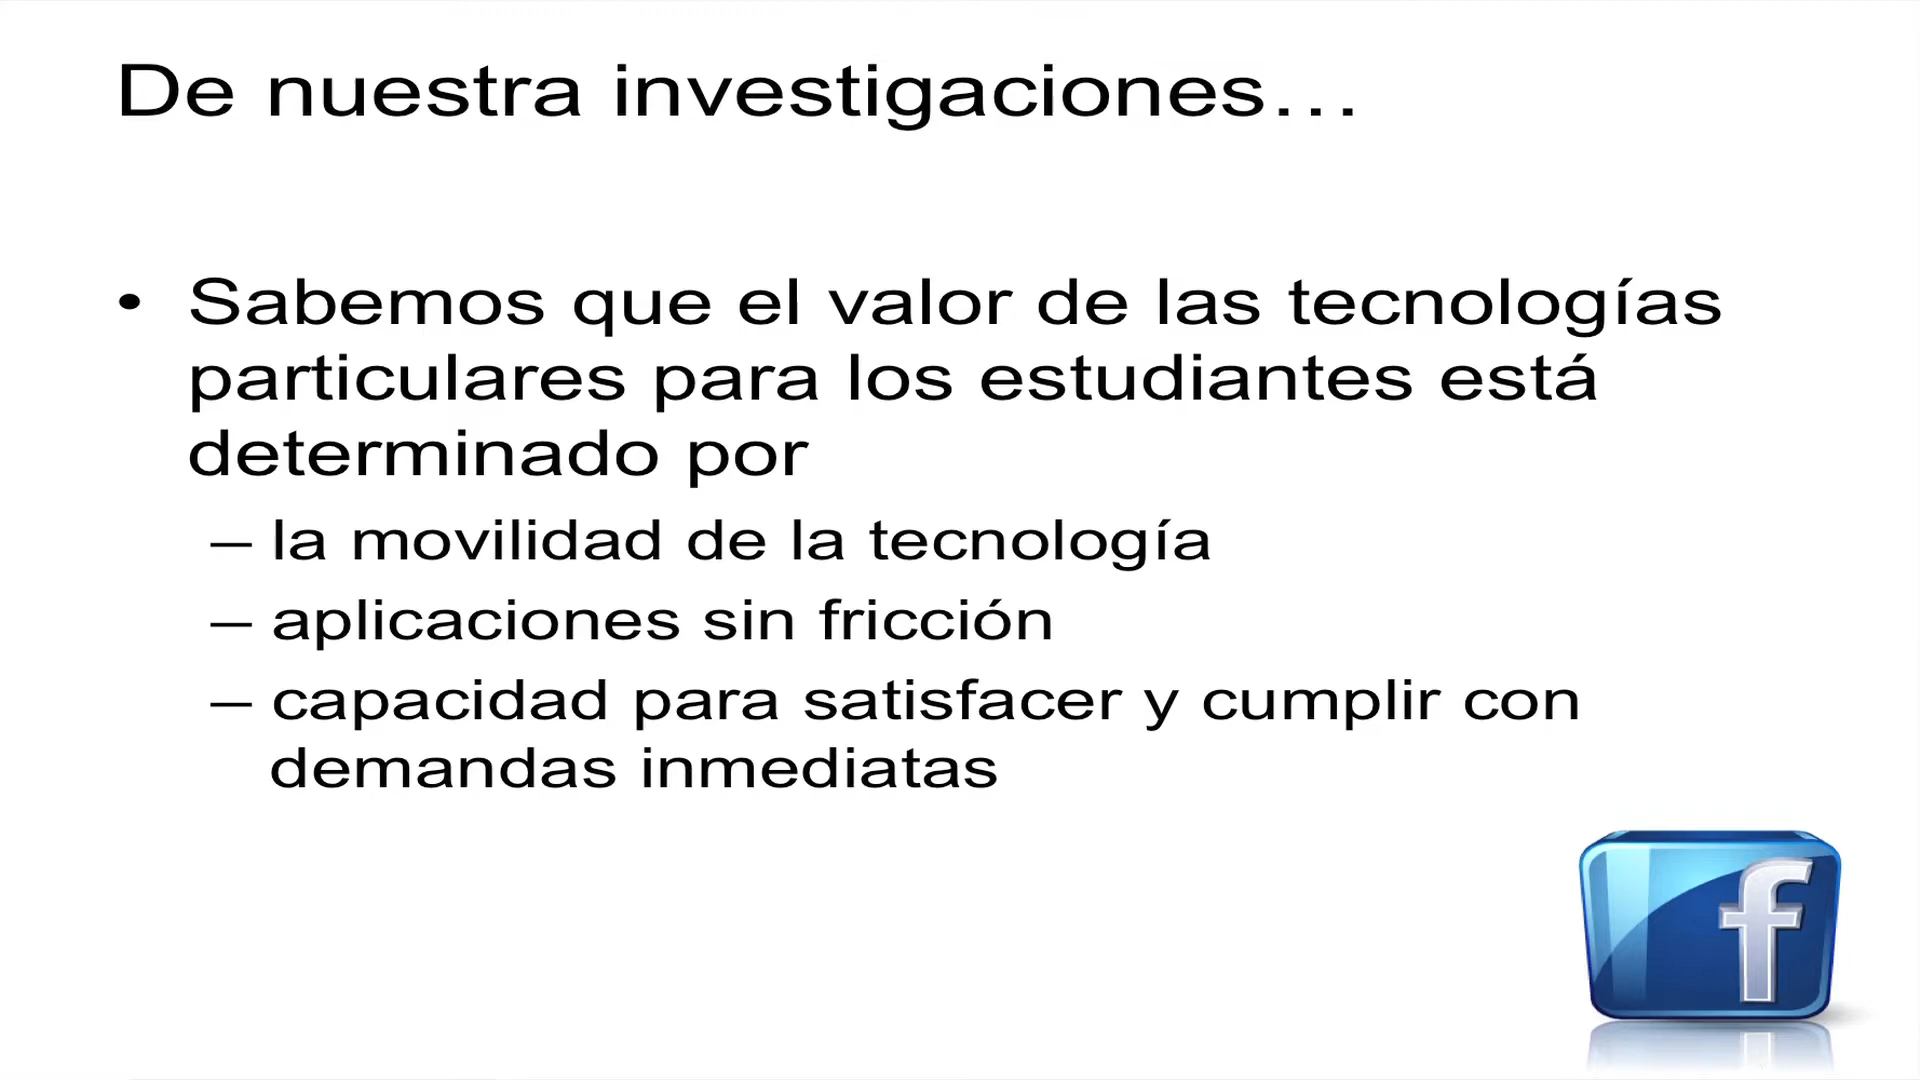 De nuestra investigaciones…
• Sabemos que el valor de las tecnologías
particulares para los estudiantes está
determinado por
– la movilidad de la tecnología
– aplicaciones sin fricción
– capacidad para satisfacer y cumplir con
demandas inmediatas
f